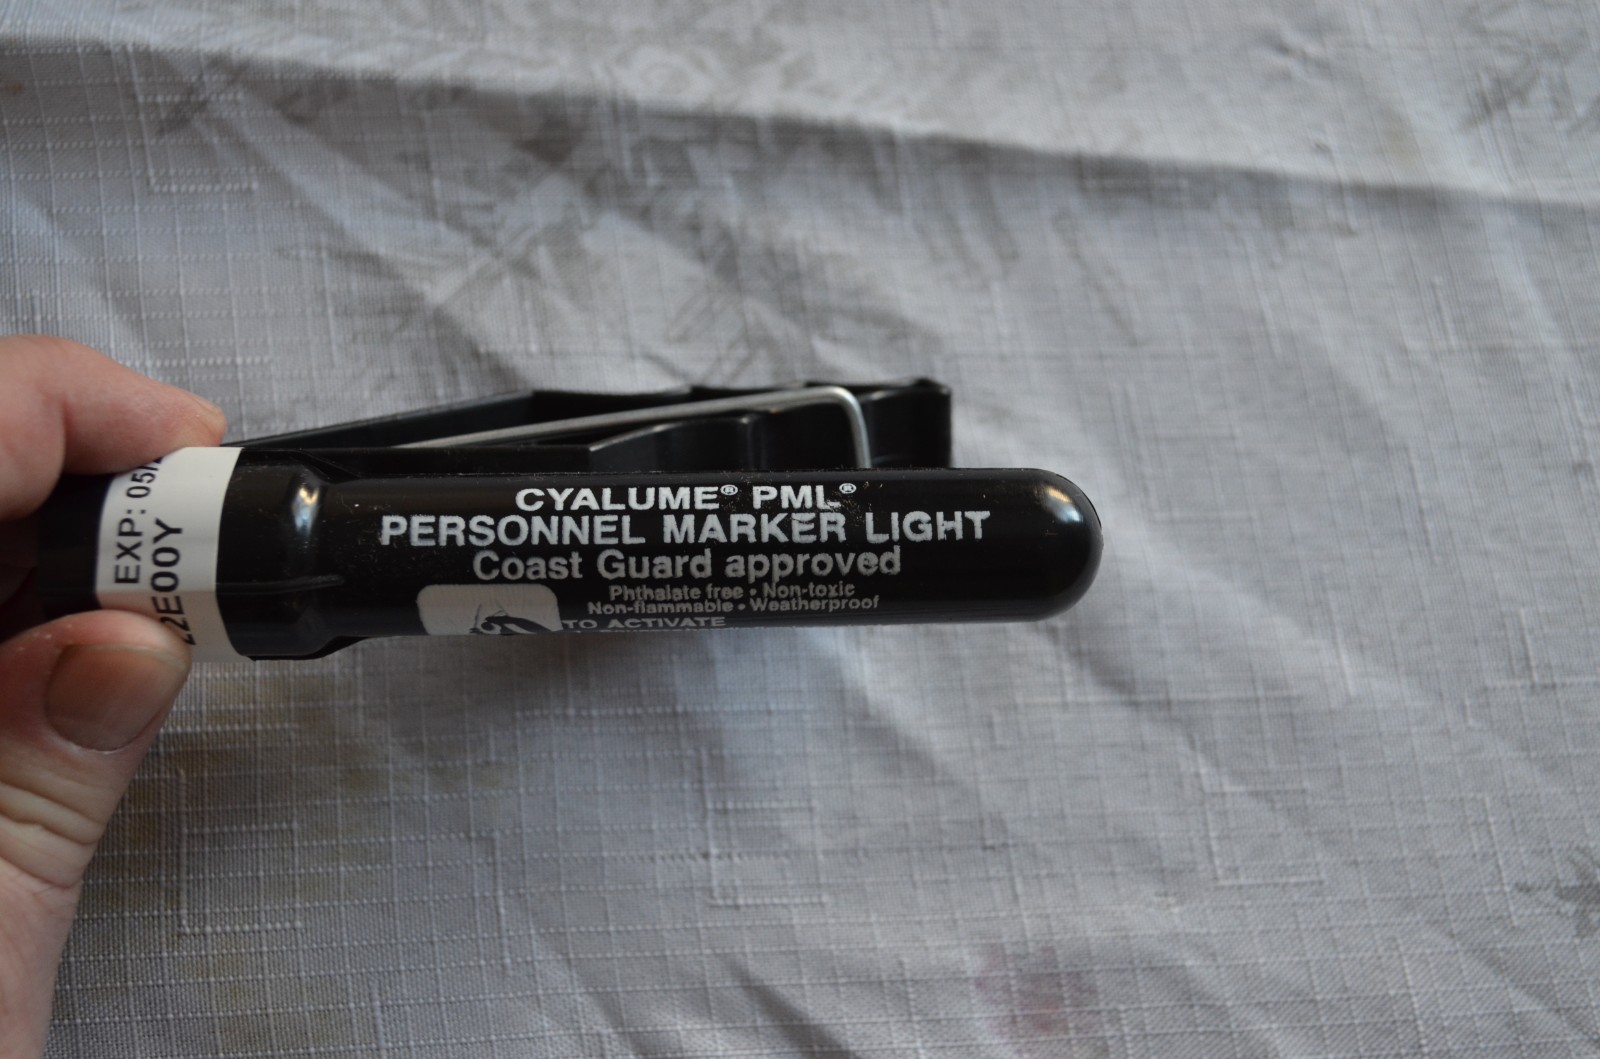 CYALUME® PML®
PERSONNEL MARKER LIGHT
Coast Guard approved
Phthalate free • Non-toxic
Non-flammable • Weatherproof
TO ACTIVATE
EXP: 05/
22E00Y